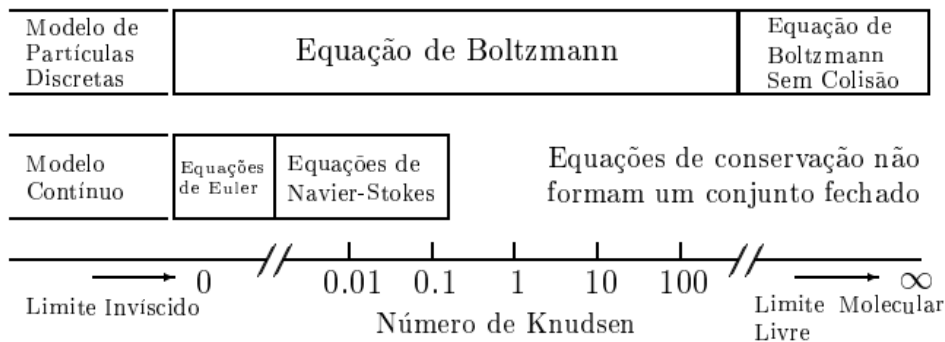 Modelo de
Partículas
Discretas
Equação de Boltzmann
Equação de
Boltzmann
Sem Colisão
Modelo
Contínuo
Equações
de Euler
Equações de
Navier-Stokes
Equações de conservação não
formam um conjunto fechado
0 0.01 0.1 1 10 100 ∞
Limite Invíscido
Número de Knudsen
Limite Molecular
Livre